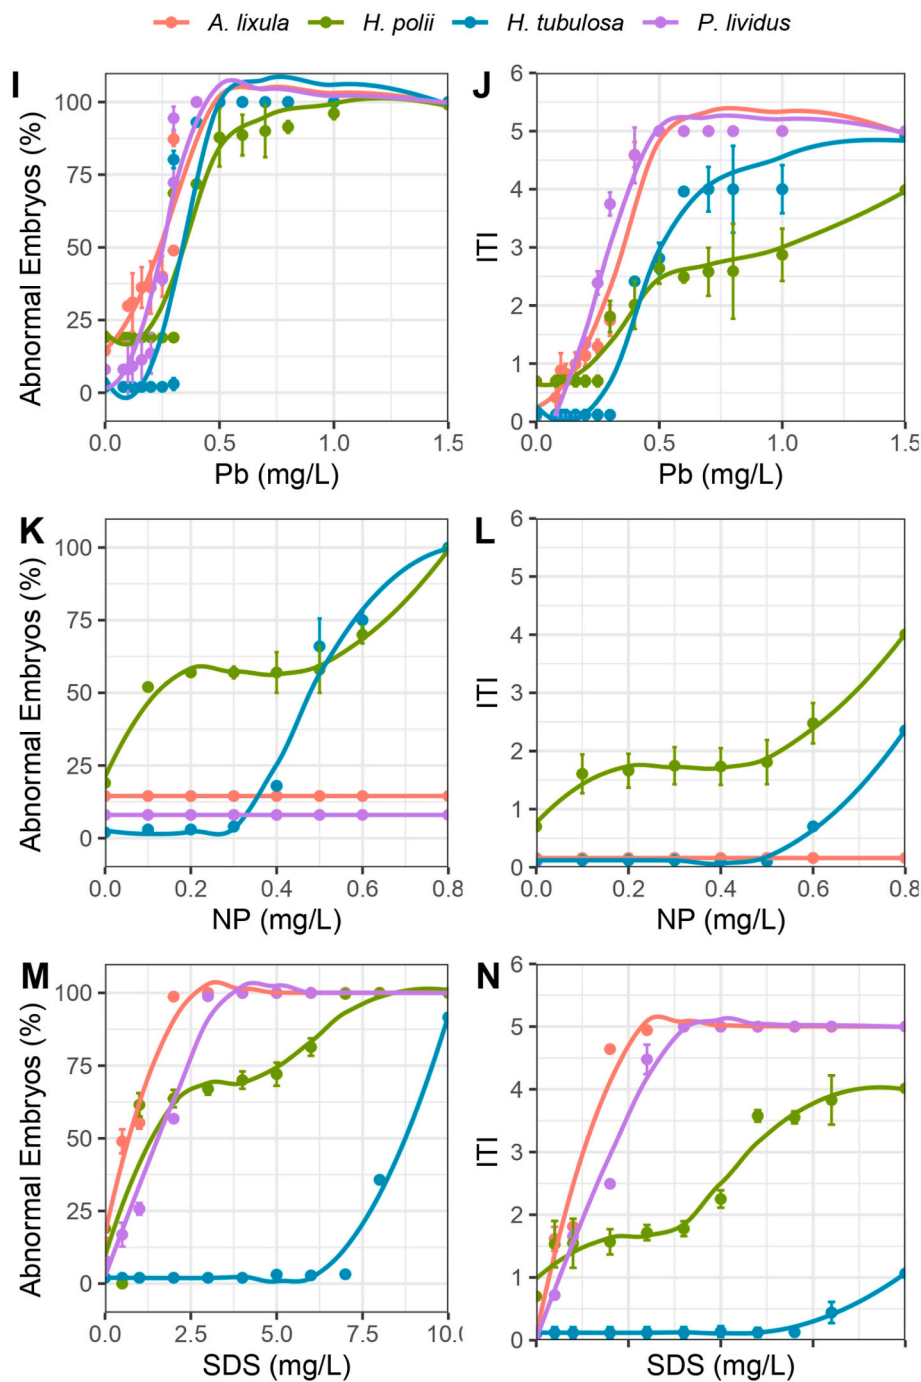 A. lixula H. polii H. tubulosa P. lividus
I
Abnormal Embryos (%)
100
75
50
25
0
0.0 0.5 1.0 1.5
Pb (mg/L)
J
ITI
6
5
4
3
2
1
0
0.0 0.5 1.0 1.5
Pb (mg/L)
K
Abnormal Embryos (%)
100
75
50
25
0
0.0 0.2 0.4 0.6 0.8
NP (mg/L)
L
ITI
6
5
4
3
2
1
0
0.0 0.2 0.4 0.6 0.8
NP (mg/L)
M
Abnormal Embryos (%)
100
75
50
25
0
0.0 2.5 5.0 7.5 10.0
SDS (mg/L)
N
ITI
6
5
4
3
2
1
0
SDS (mg/L)